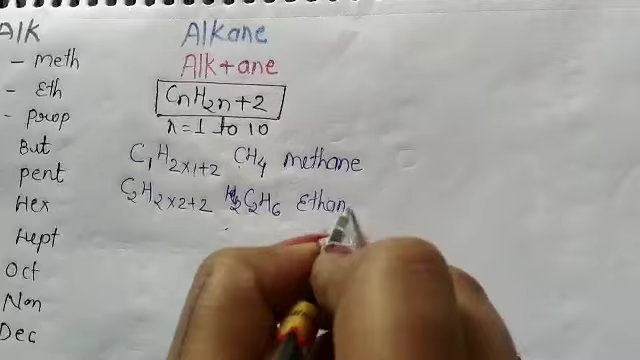 Alk
- Meth
- Eth
- Prop
But
Pent
Hex
Hept
Oct
Non
Dec
Alkane
Alk+ane
CnH2n+2
n=1 to 10
C1H2x1+2 CH4 methane
C2H2x2+2 C2H6 Ethan